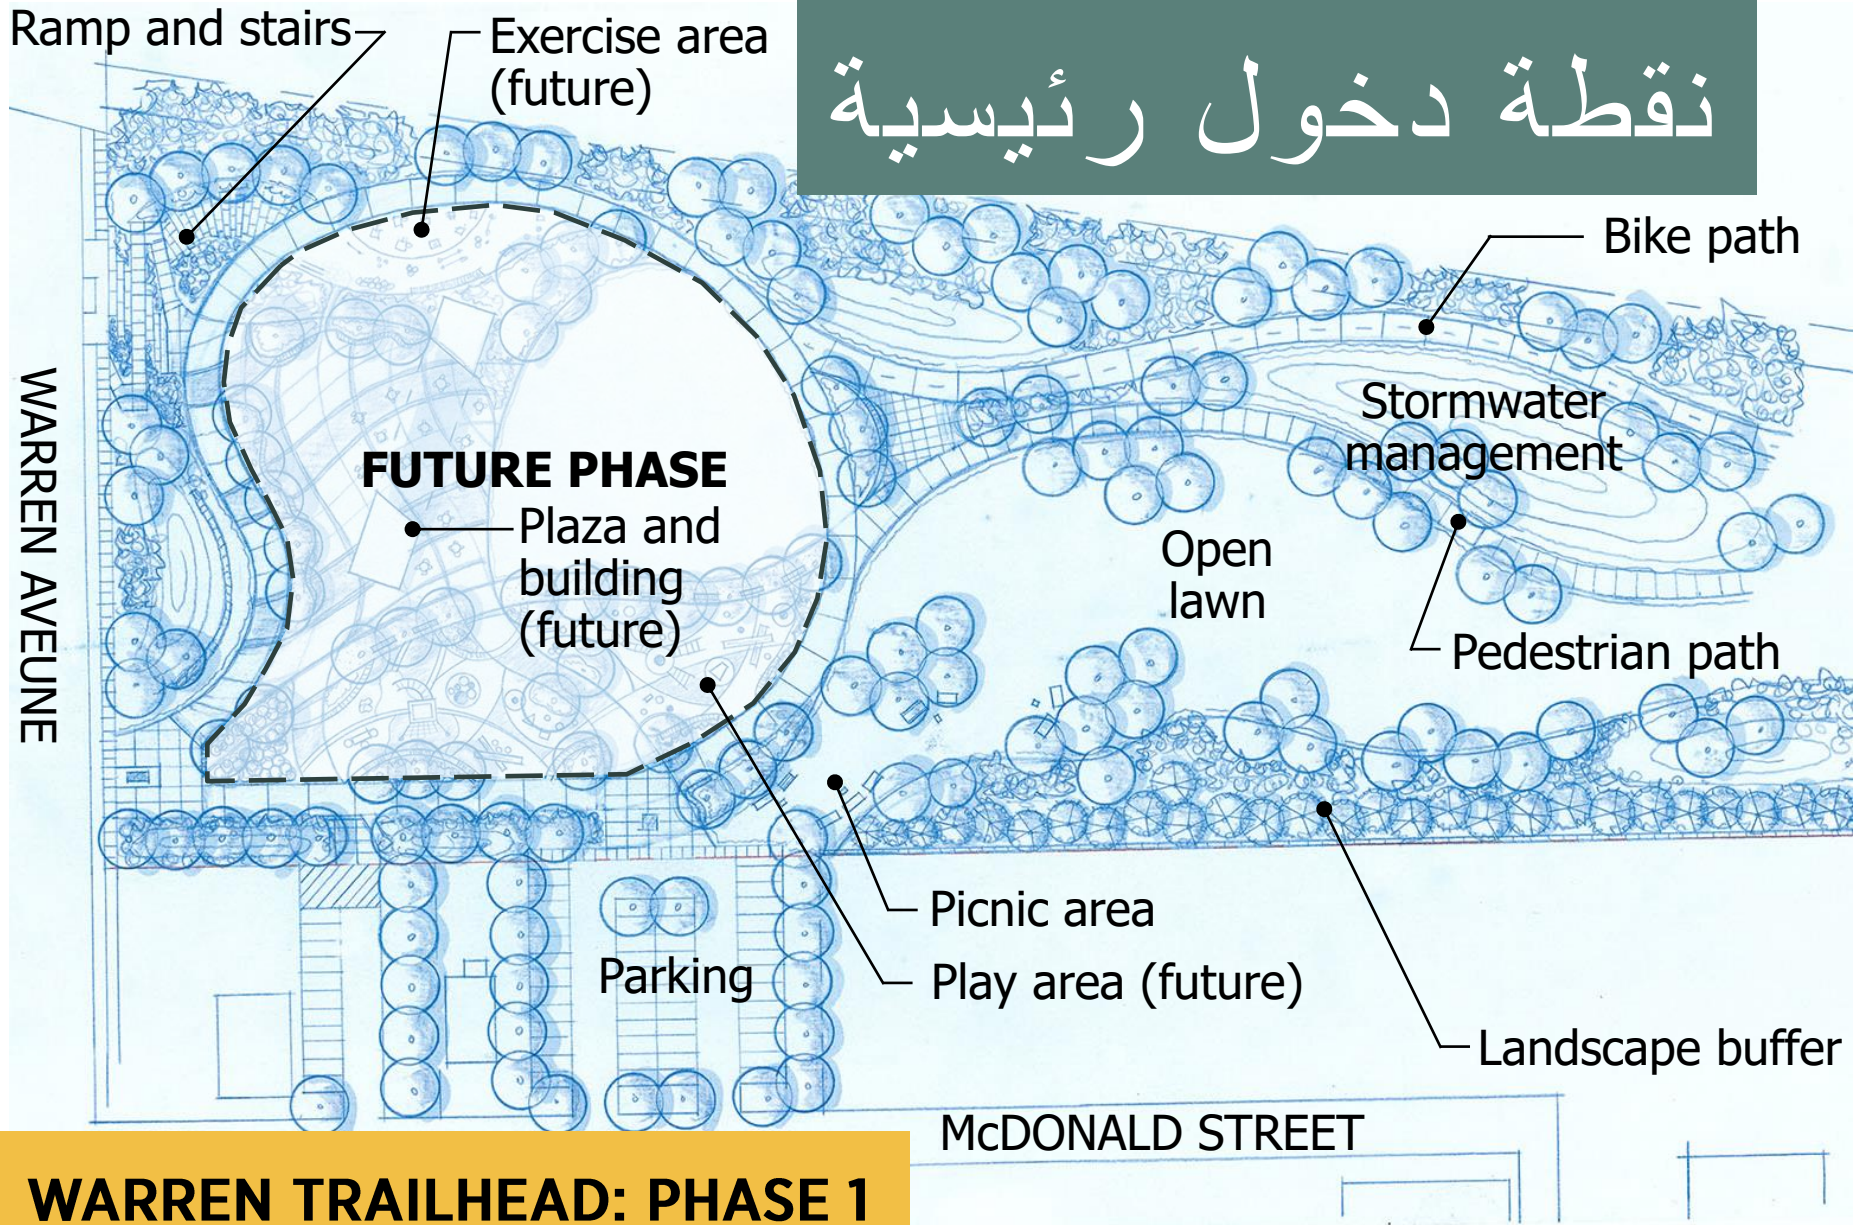 Ramp and stairs
Exercise area
(future)
نقطة دخول رئيسية
Bike path
Stormwater
management
WARREN AVEUNE
FUTURE PHASE
Plaza and
building
(future)
Open
lawn
Pedestrian path
Picnic area
Parking
Play area (future)
Landscape buffer
McDONALD STREET
WARREN TRAILHEAD: PHASE 1